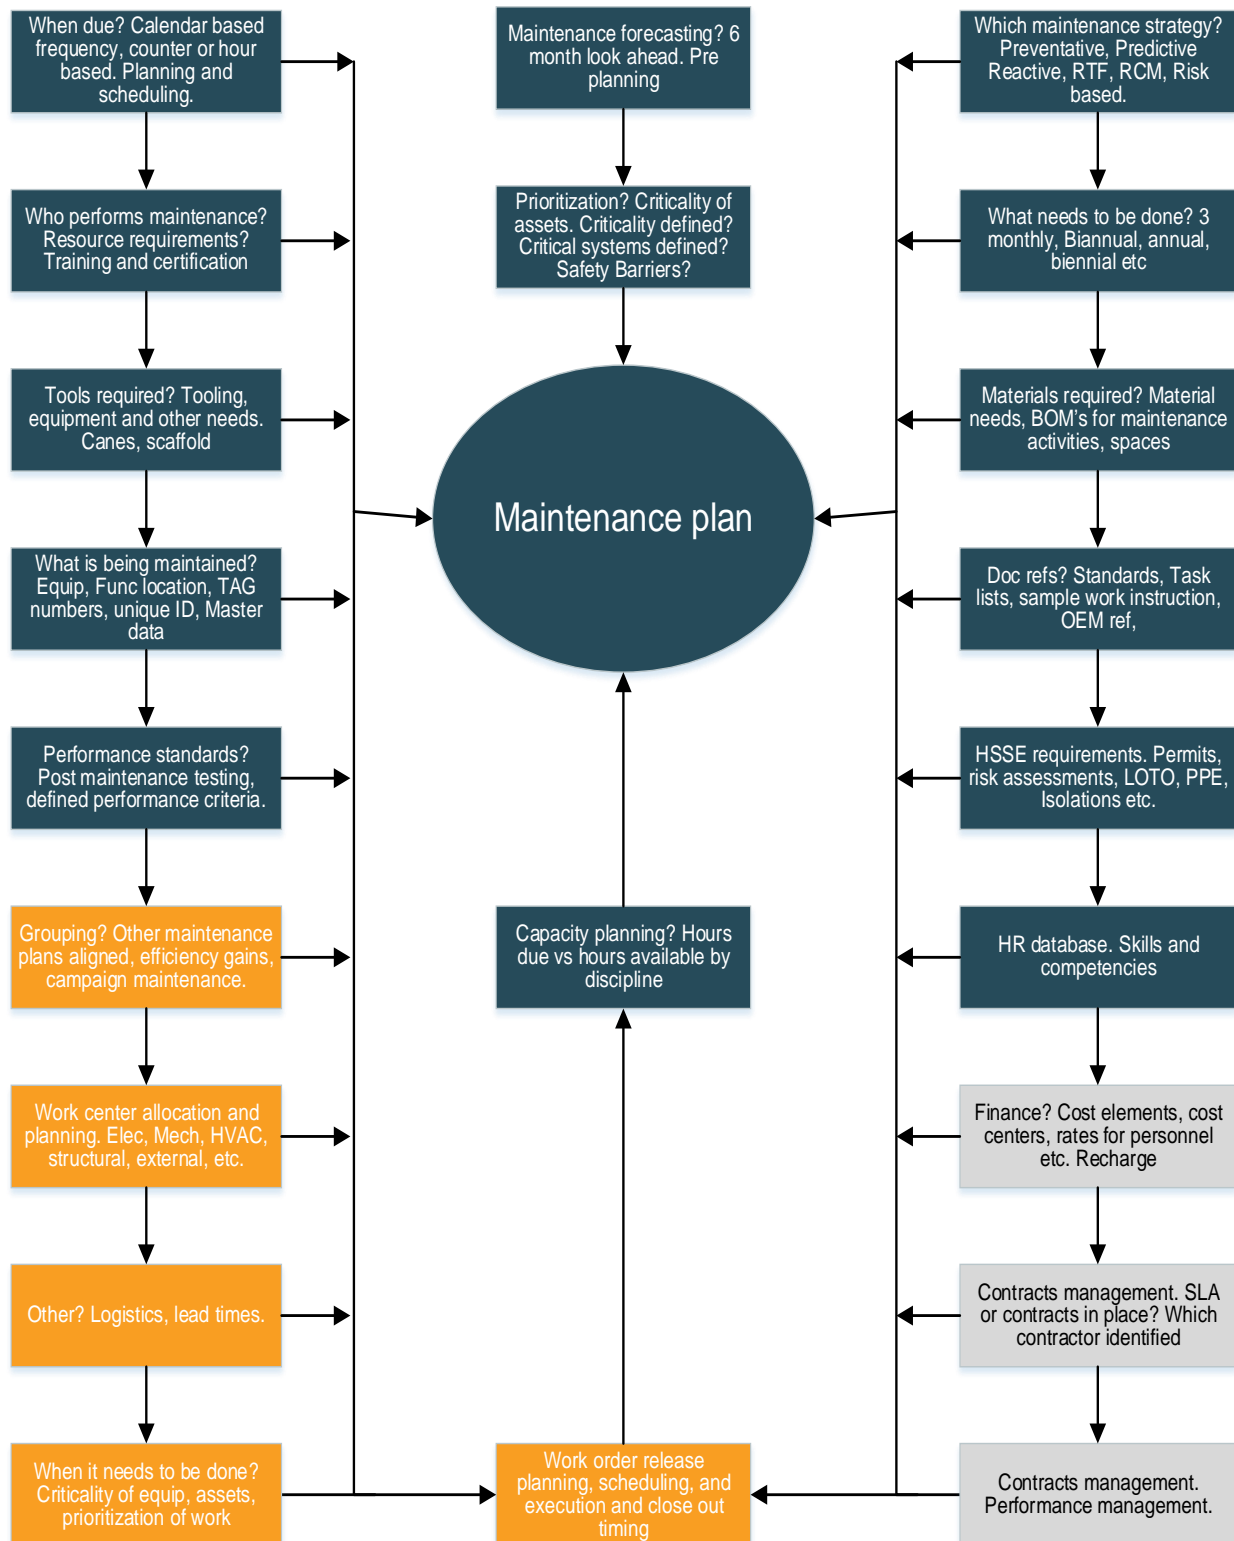 When due? Calendar based
frequency, counter or hour
based. Planning and
scheduling.
Who performs maintenance?
Resource requirements?
Training and certification
Tools required? Tooling,
equipment and other needs.
Canes, scaffold
What is being maintained?
Equip, Func location, TAG
numbers, unique ID, Master
data
Performance standards?
Post maintenance testing,
defined performance criteria.
Grouping? Other maintenance
plans aligned, efficiency gains,
campaign maintenance.
Work center allocation and
planning. Elec, Mech, HVAC,
structural, external, etc.
Other? Logistics, lead times.
When it needs to be done?
Criticality of equip, assets,
prioritization of work
Maintenance forecasting? 6
month look ahead. Pre
planning
Prioritization? Criticality of
assets. Criticality defined?
Critical systems defined?
Safety Barriers?
Maintenance plan
Capacity planning? Hours
due vs hours available by
discipline
Work order release
planning, scheduling, and
execution and close out
timing
Which maintenance strategy?
Preventative, Predictive
Reactive, RTF, RCM, Risk
based.
What needs to be done? 3
monthly, Biannual, annual,
biennial etc
Materials required? Material
needs, BOM's for maintenance
activities, spaces
Doc refs? Standards, Task
lists, sample work instruction,
OEM ref,
HSSE requirements. Permits,
risk assessments, LOTO, PPE,
Isolations etc.
HR database. Skills and
competencies
Finance? Cost elements, cost
centers, rates for personnel
etc. Recharge
Contracts management. SLA
or contracts in place? Which
contractor identified
Contracts management.
Performance management.